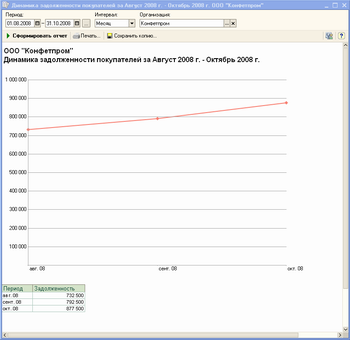 Динамика задолженности покупателей за Август 2008 г. - Октябрь 2008 г. ООО "Конфетпром"
Период: Интервал: Организация:
01.08.2008 31.10.2008 ... Месяц Конфетпром ... x
Сформировать отчет Печать... Сохранить копию...
ООО "Конфетпром"
Динамика задолженности покупателей за Август 2008 г. - Октябрь 2008 г.
1 000 000
900 000
800 000
700 000
600 000
500 000
400 000
300 000
200 000
100 000
авг. 08 сент. 08 окт. 08
Период Задолженность
авг. 08 732 500
сент. 08 792 500
окт. 08 877 500